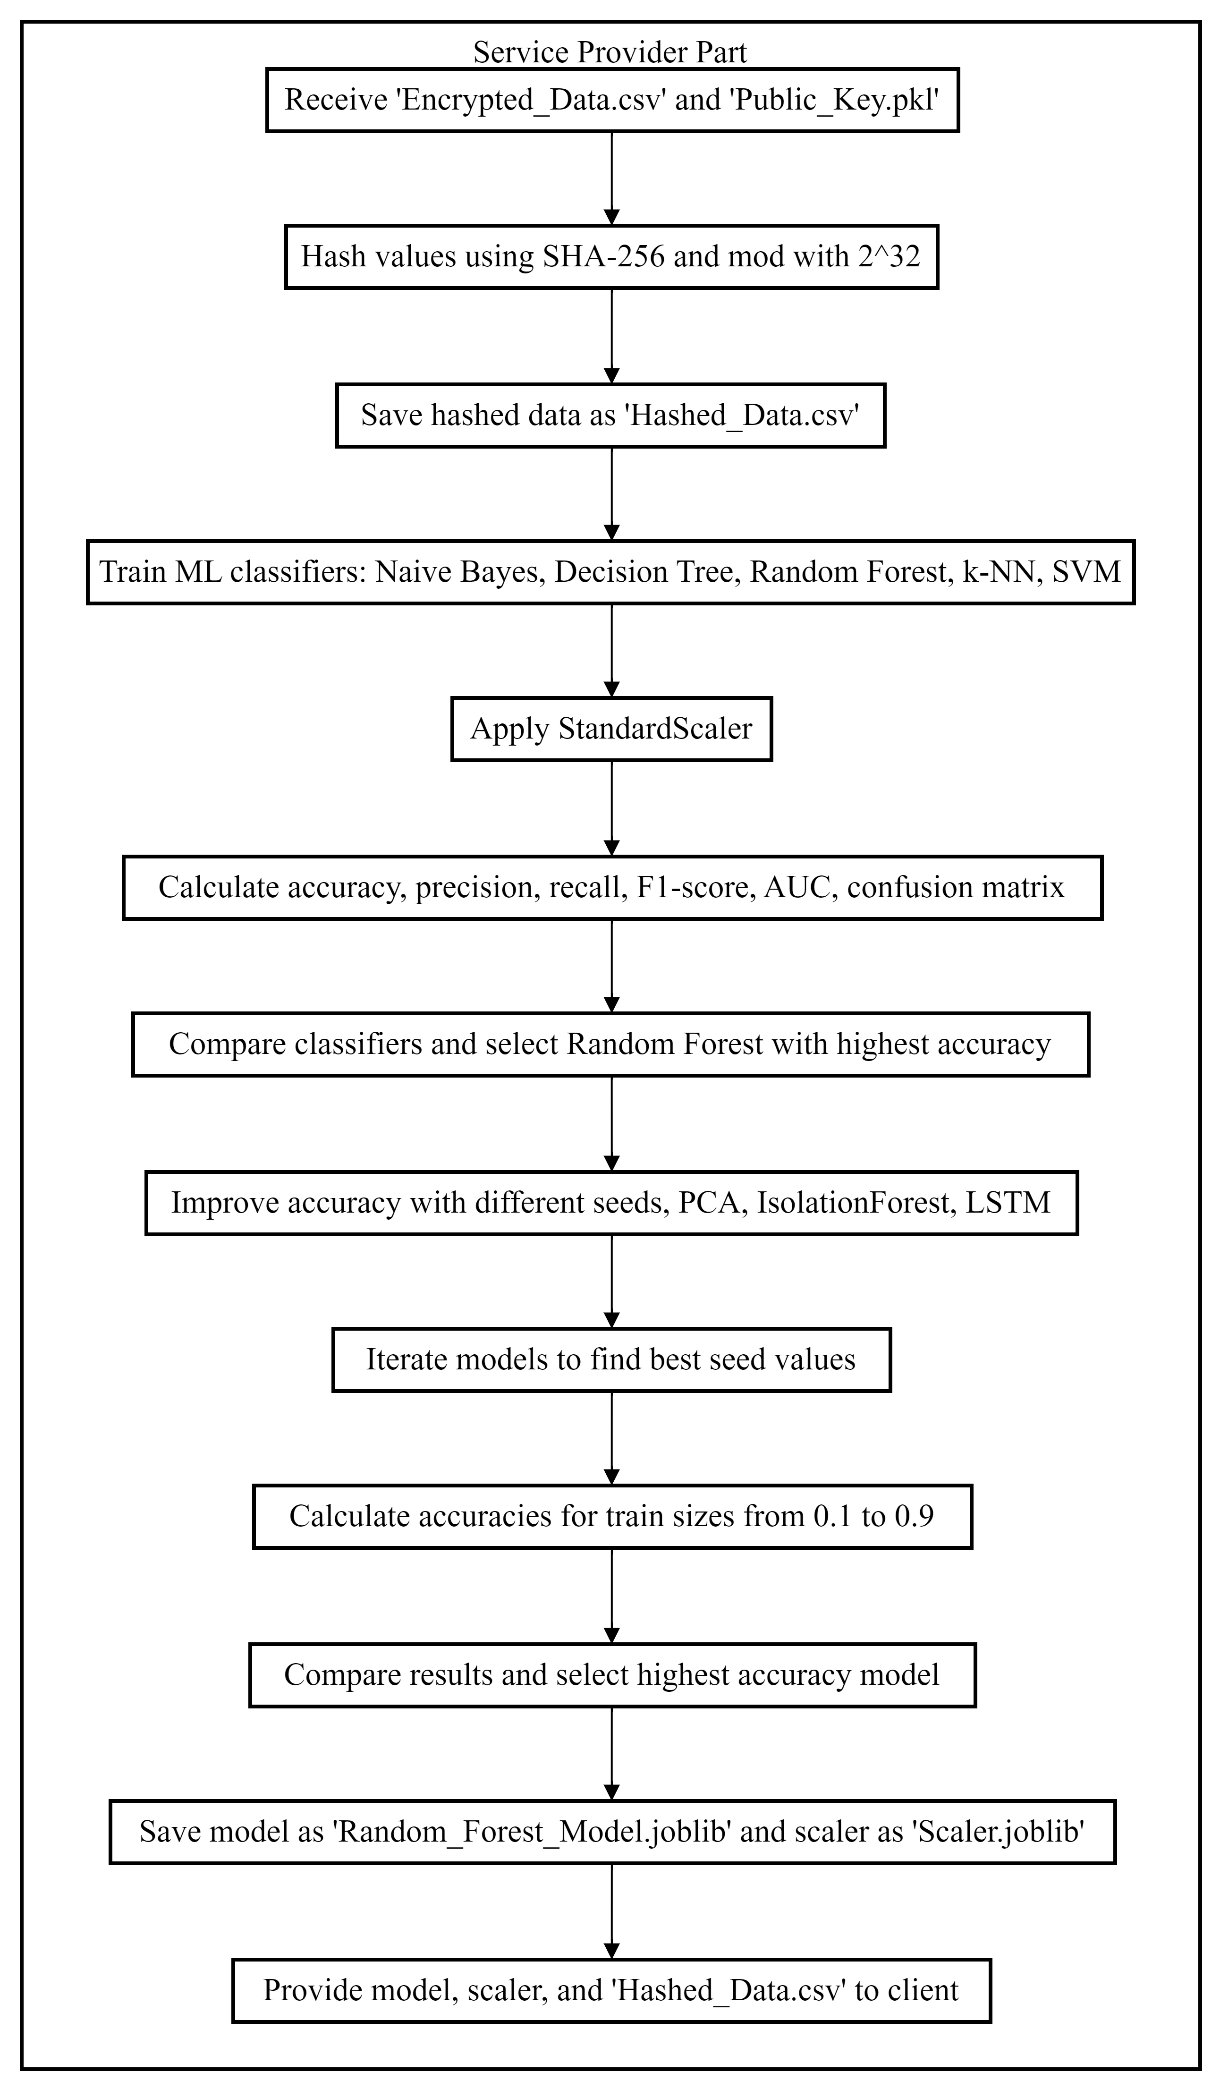 Service Provider Part
Receive 'Encrypted_Data.csv' and 'Public_Key.pkl'
Hash values using SHA-256 and mod with 2^32
Save hashed data as 'Hashed_Data.csv'
Train ML classifiers: Naive Bayes, Decision Tree, Random Forest, k-NN, SVM
Apply StandardScaler
Calculate accuracy, precision, recall, F1-score, AUC, confusion matrix
Compare classifiers and select Random Forest with highest accuracy
Improve accuracy with different seeds, PCA, IsolationForest, LSTM
Iterate models to find best seed values
Calculate accuracies for train sizes from 0.1 to 0.9
Compare results and select highest accuracy model
Save model as 'Random_Forest_Model.joblib' and scaler as 'Scaler.joblib'
Provide model, scaler, and 'Hashed_Data.csv' to client